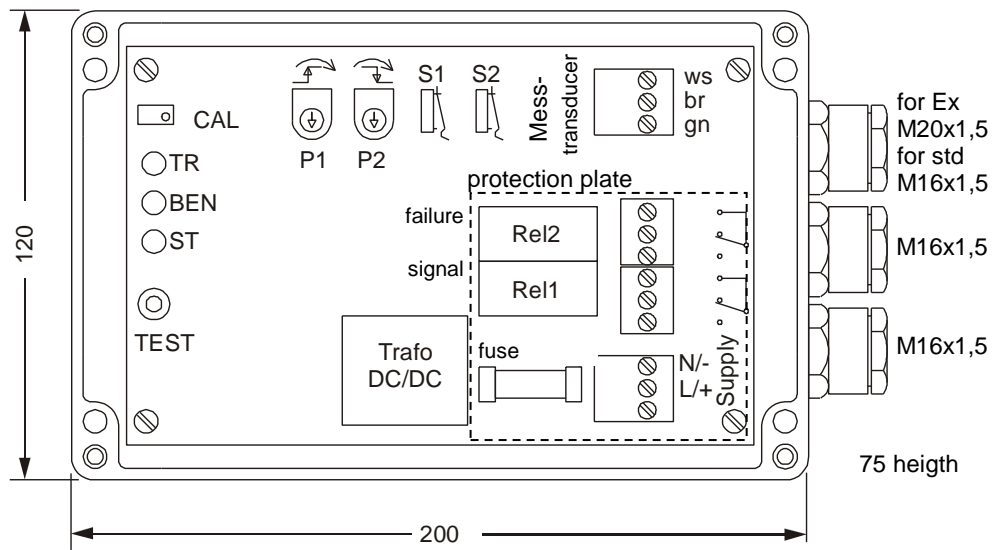 S1
S2
Mess-
transducer
ws
br
gn
CAL
P1
P2
for Ex
M20x1,5
for std
M16x1,5
TR
BEN
ST
TEST
protection plate
failure
Rel2
signal
Rel1
M16x1,5
Trafo
DC/DC
fuse
N/-
L/+
Supply
M16x1,5
120
75 heigth
200